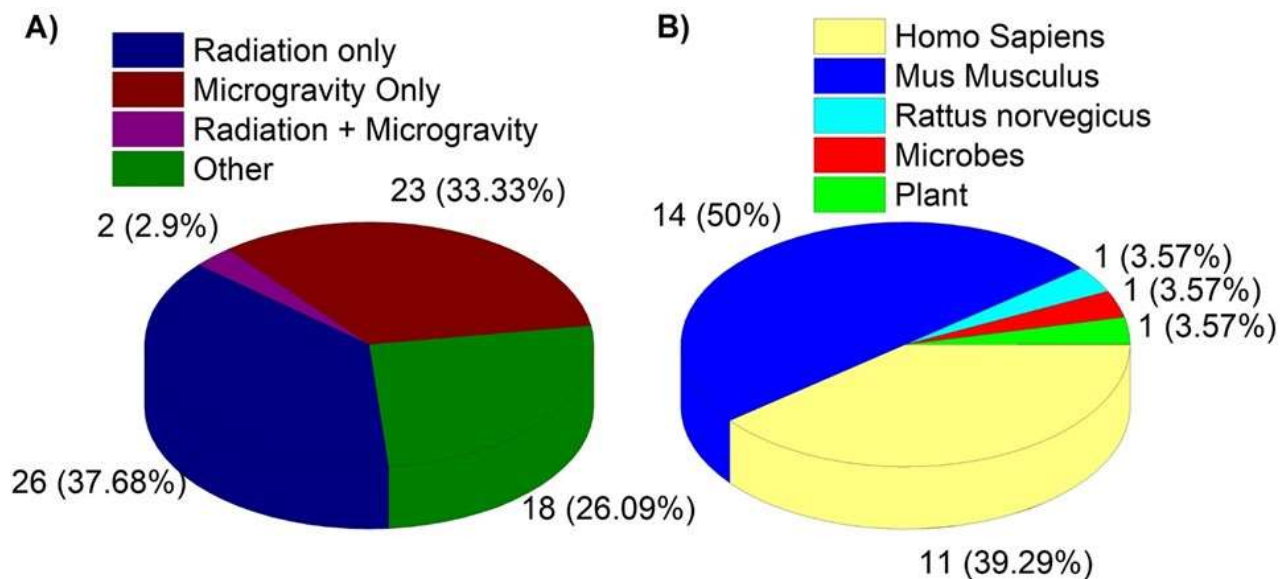 A)
Radiation only
Microgravity Only
Radiation + Microgravity
Other
23 (33.33%)
2 (2.9%)
26 (37.68%)
18 (26.09%)
B)
Homo Sapiens
Mus Musculus
Rattus norvegicus
Microbes
Plant
14 (50%)
1 (3.57%)
1 (3.57%)
1 (3.57%)
11 (39.29%)